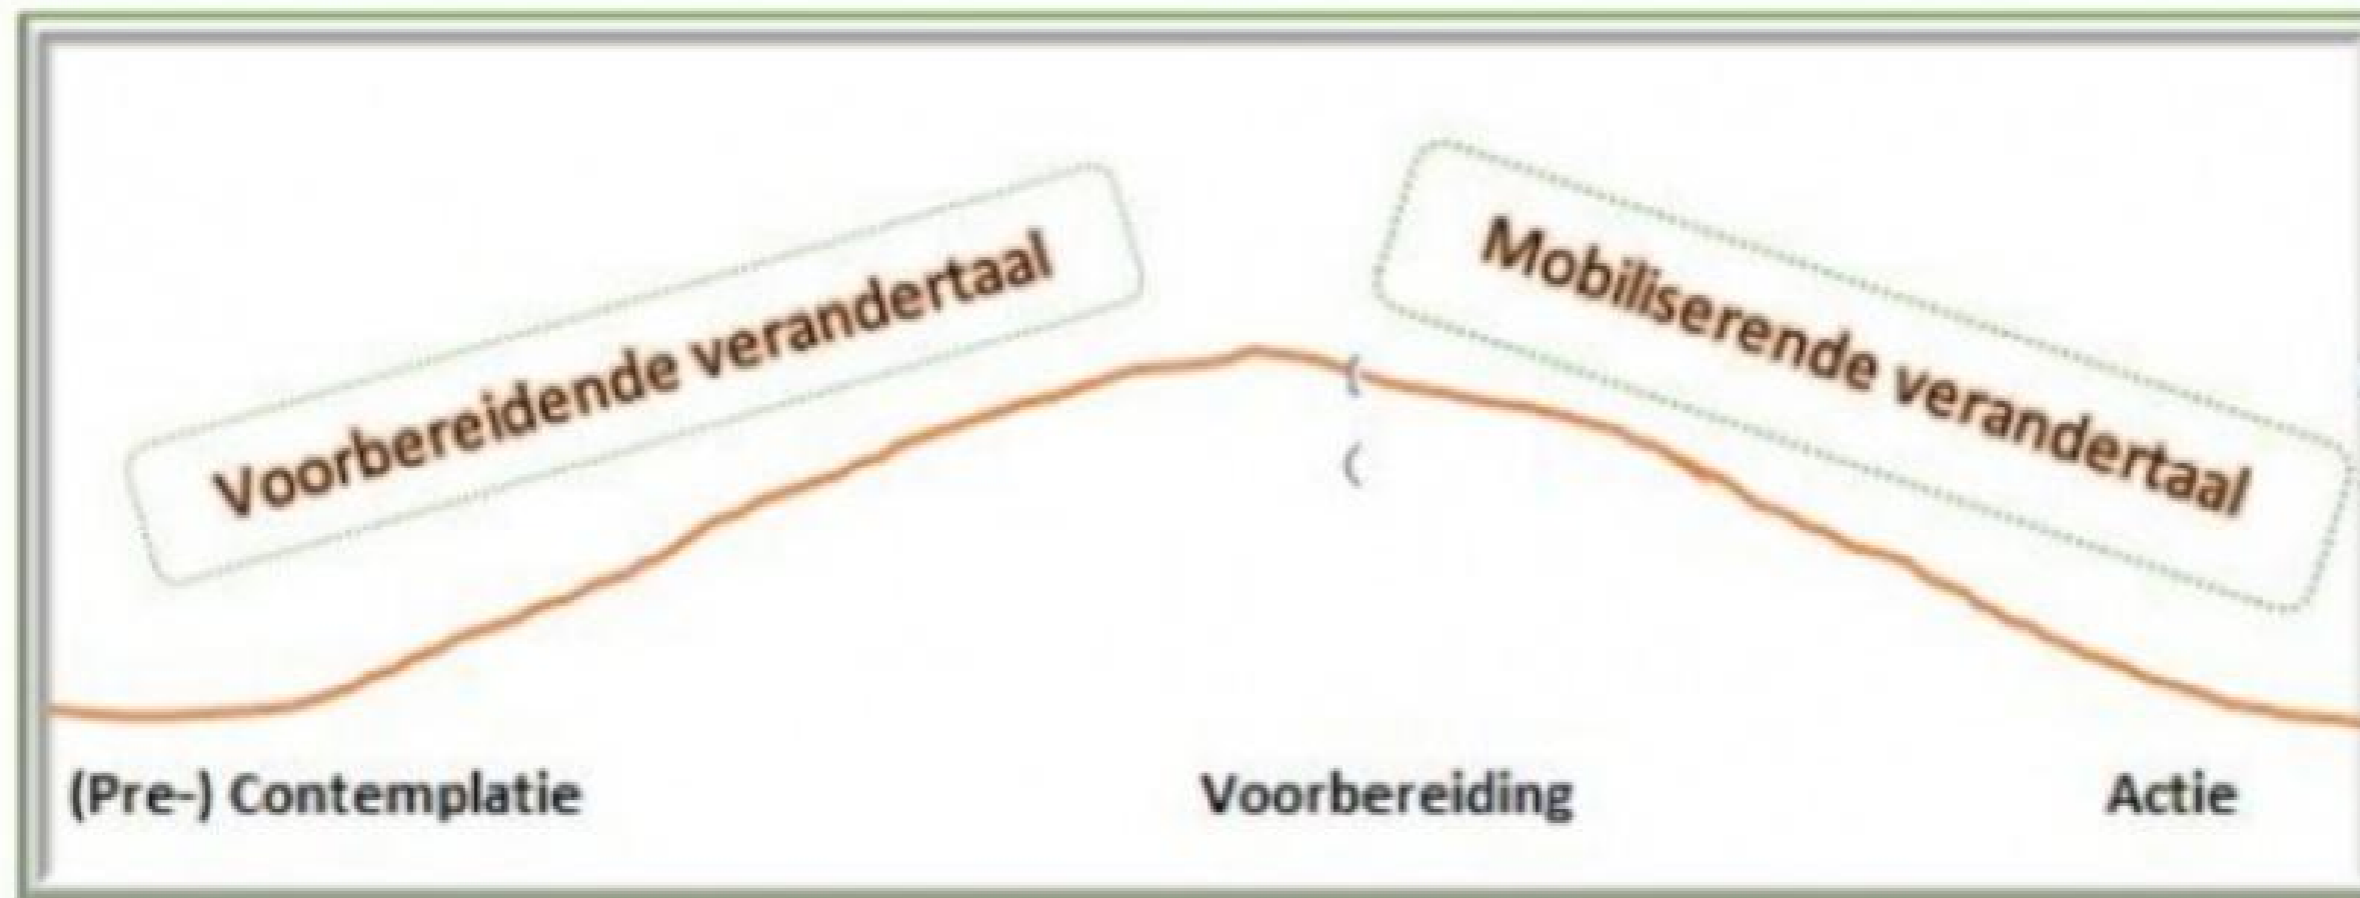 Voorbereidende verandertaal
Mobiliserende verandertaal
(Pre-) Contemplatie
Voorbereiding
Actie